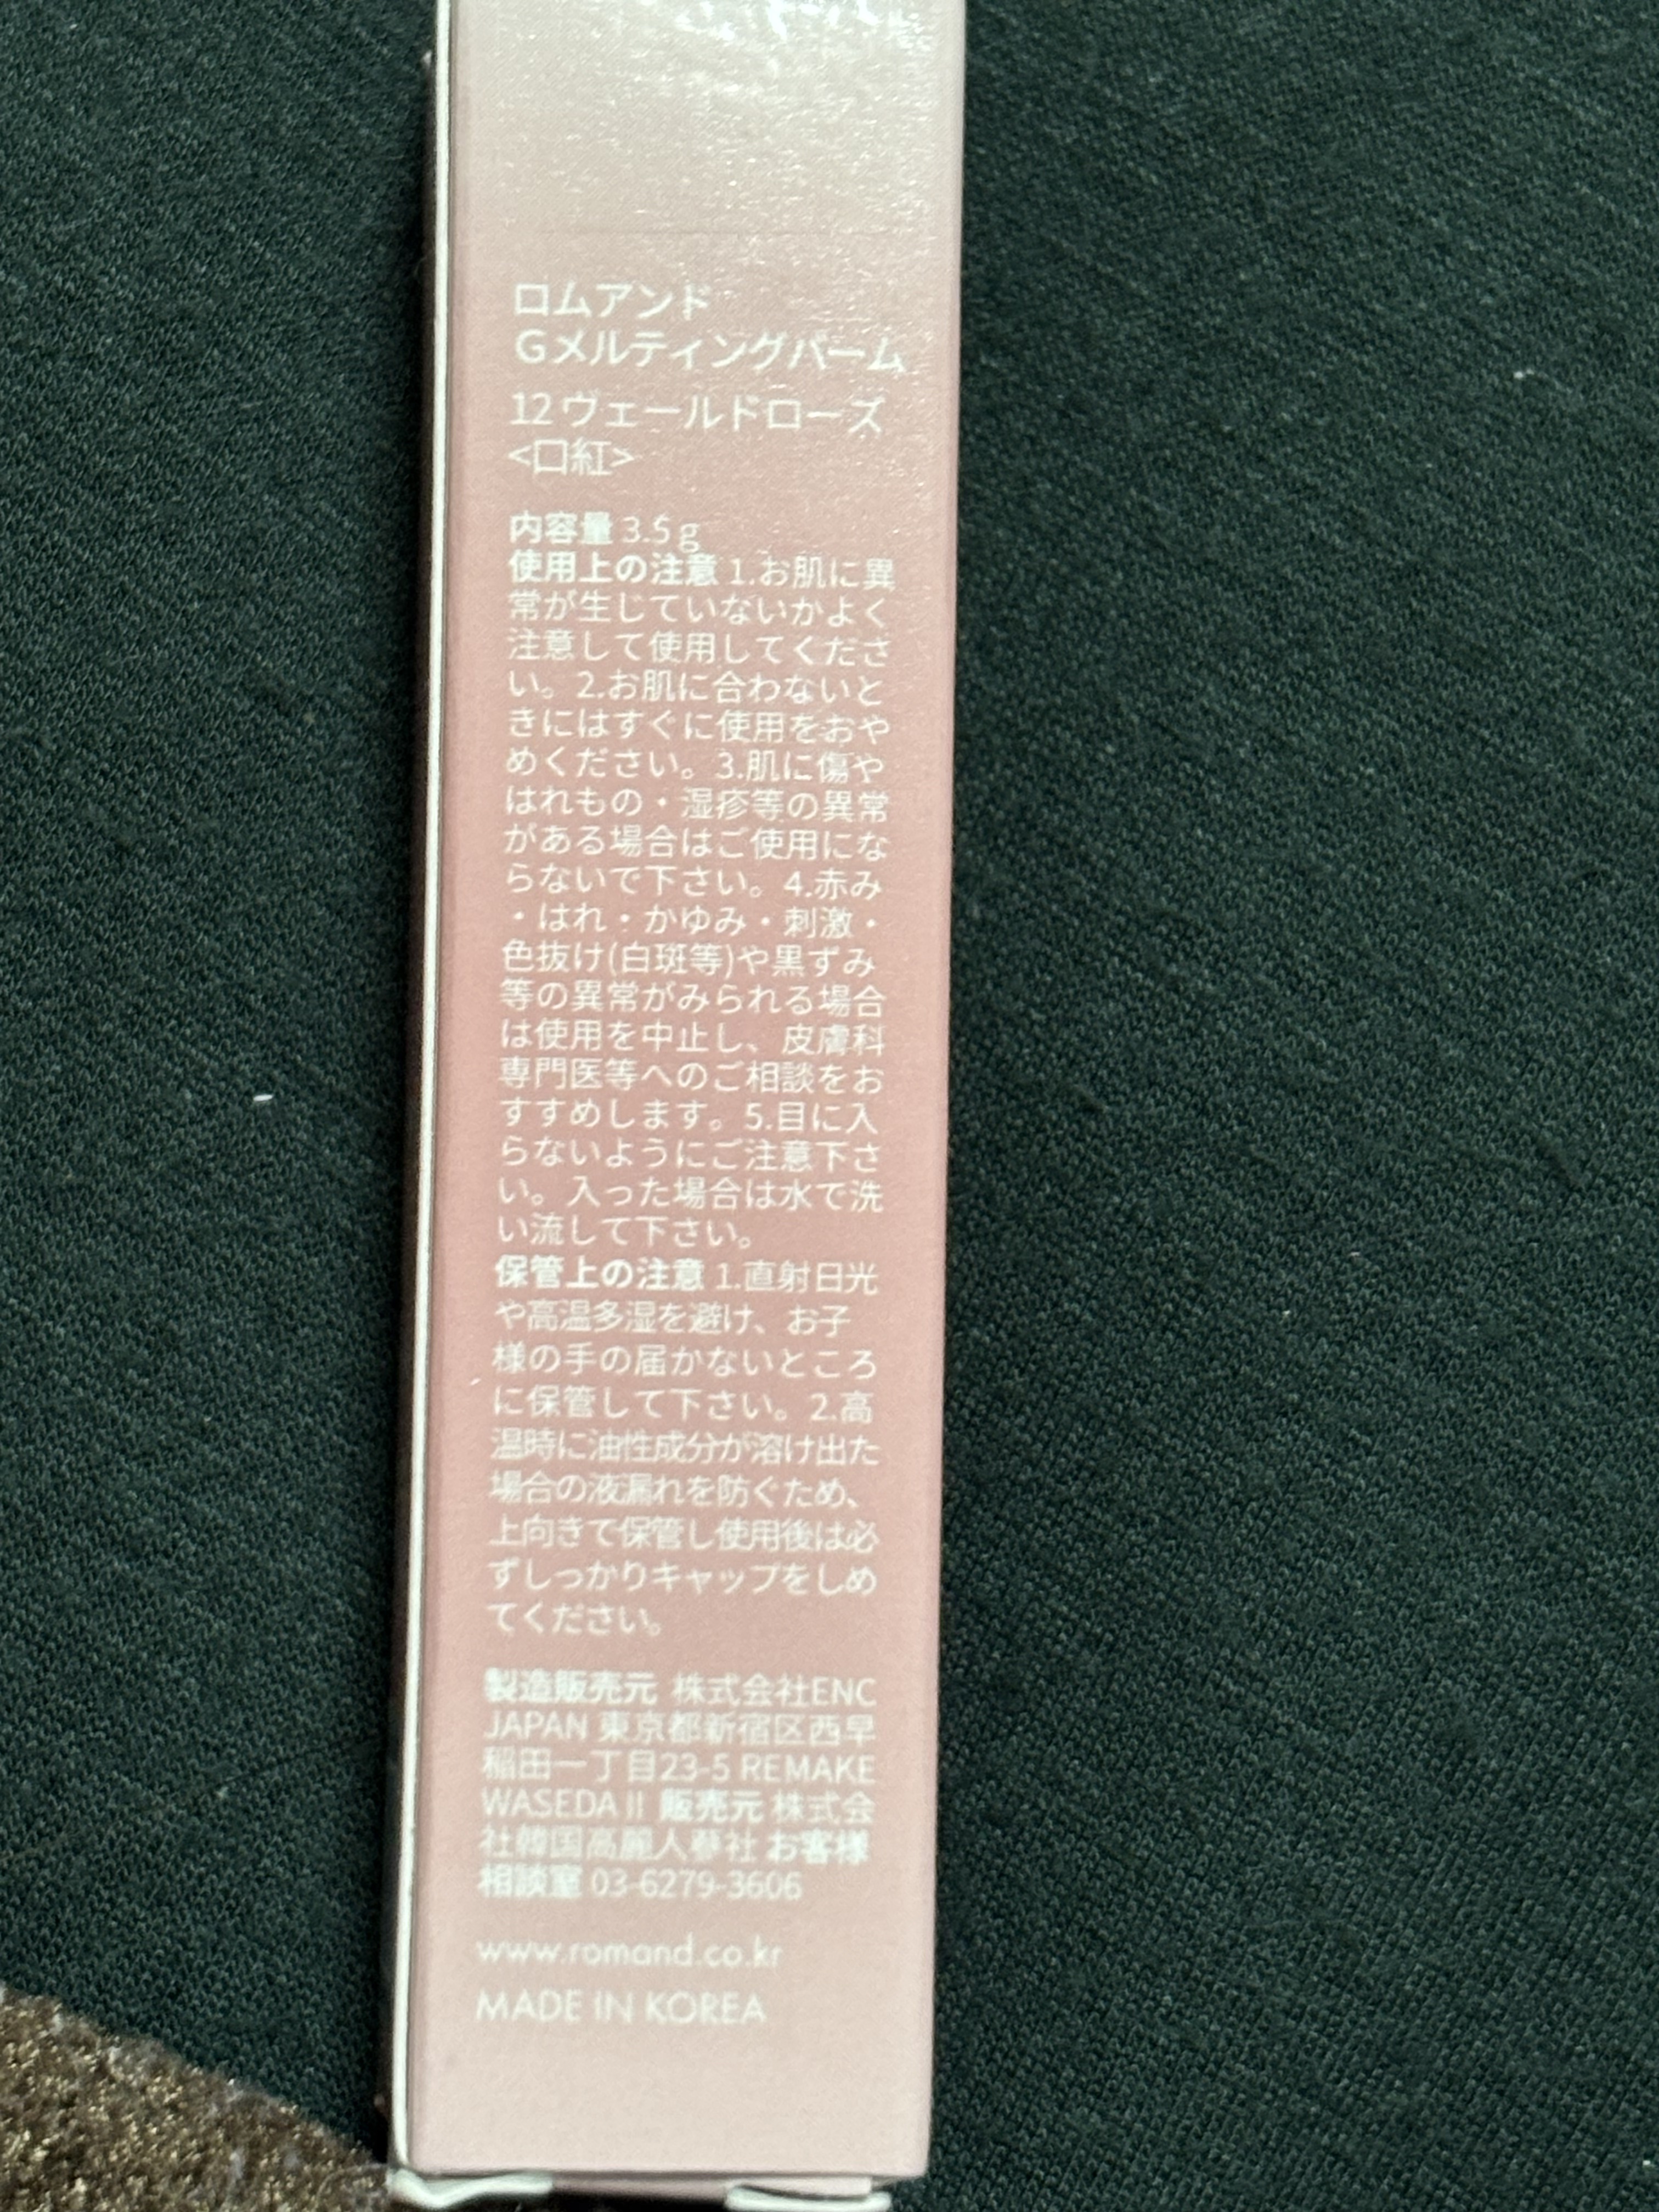 ロムアンド
Gメルティングバーム
12ヴェールドローズ
<口紅>
内容量 3.5g
使用上の注意 1.お肌に異
常が生じていないかよく
注意して使用してくださ
い。2.お肌に合わないと
きにはすぐに使用をおや
めください。3.肌に傷や
はれもの・湿疹等の異常
がある場合はご使用にな
らないで下さい。4.赤み
・はれ・かゆみ・刺激・
色抜け(白斑等)や黒ずみ
等の異常がみられる場合
は使用を中止し、皮膚科
専門医等へのご相談をお
すすめします。5.目に入
らないようにご注意下さ
い。入った場合は水で洗
い流して下さい。
保管上の注意 1.直射日光
や高温多湿を避け、お子
様の手の届かないところ
に保管して下さい。2.高
温時に油性成分が溶け出た
場合の液漏れを防ぐため、
上向きで保管し使用後は必
ずしっかりキャップをしめ
てください。
製造販売元 株式会社ENC
JAPAN 東京都新宿区西早
稲田一丁目23-5 REMAKE
WASEDA II 販売元 株式会
社韓国高麗人蔘社 お客様
相談室 03-6279-3606
www.romand.co.kr
MADE IN KOREA